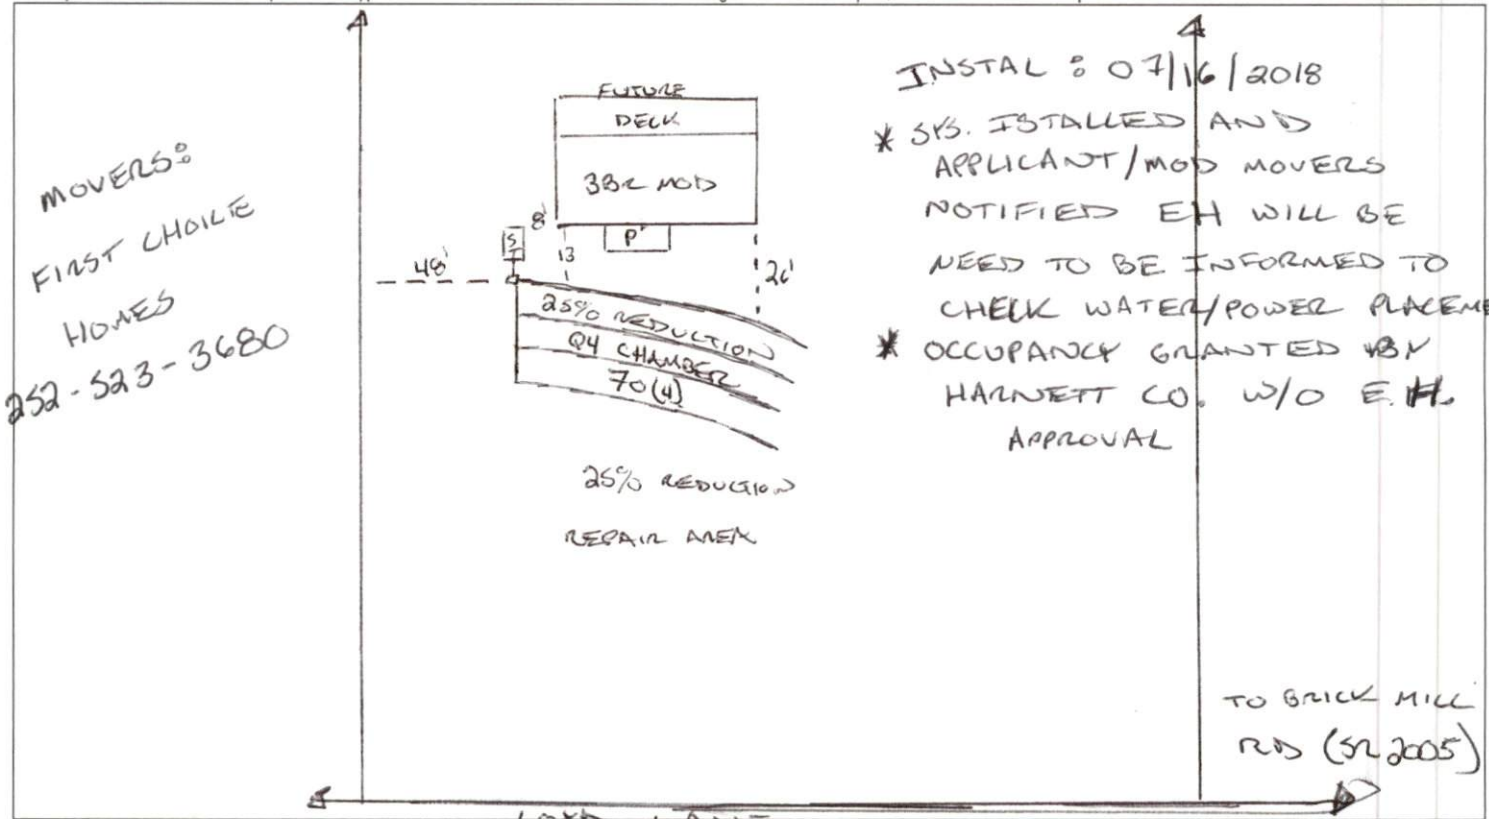 MOVERS:
FIRST CHOICE
HOMES
252-523-3680
FUTURE
DECK
3BR MOD
8'
S
T
P
13
48'
26'
25% REDUCTION
Q4 CHAMBER
70(4)
25% REDUCTION
REPAIR AREA
INSTAL : 07/16/2018
* SYS. ISTALLED AND
APPLICANT/MOD MOVERS
NOTIFIED EH WILL BE
NEED TO BE INFORMED TO
CHECK WATER/POWER PLACEME
* OCCUPANCY GRANTED BY
HARNETT CO. W/O E.H.
APPROVAL
TO BRICK MILL
RD (SR 2005)